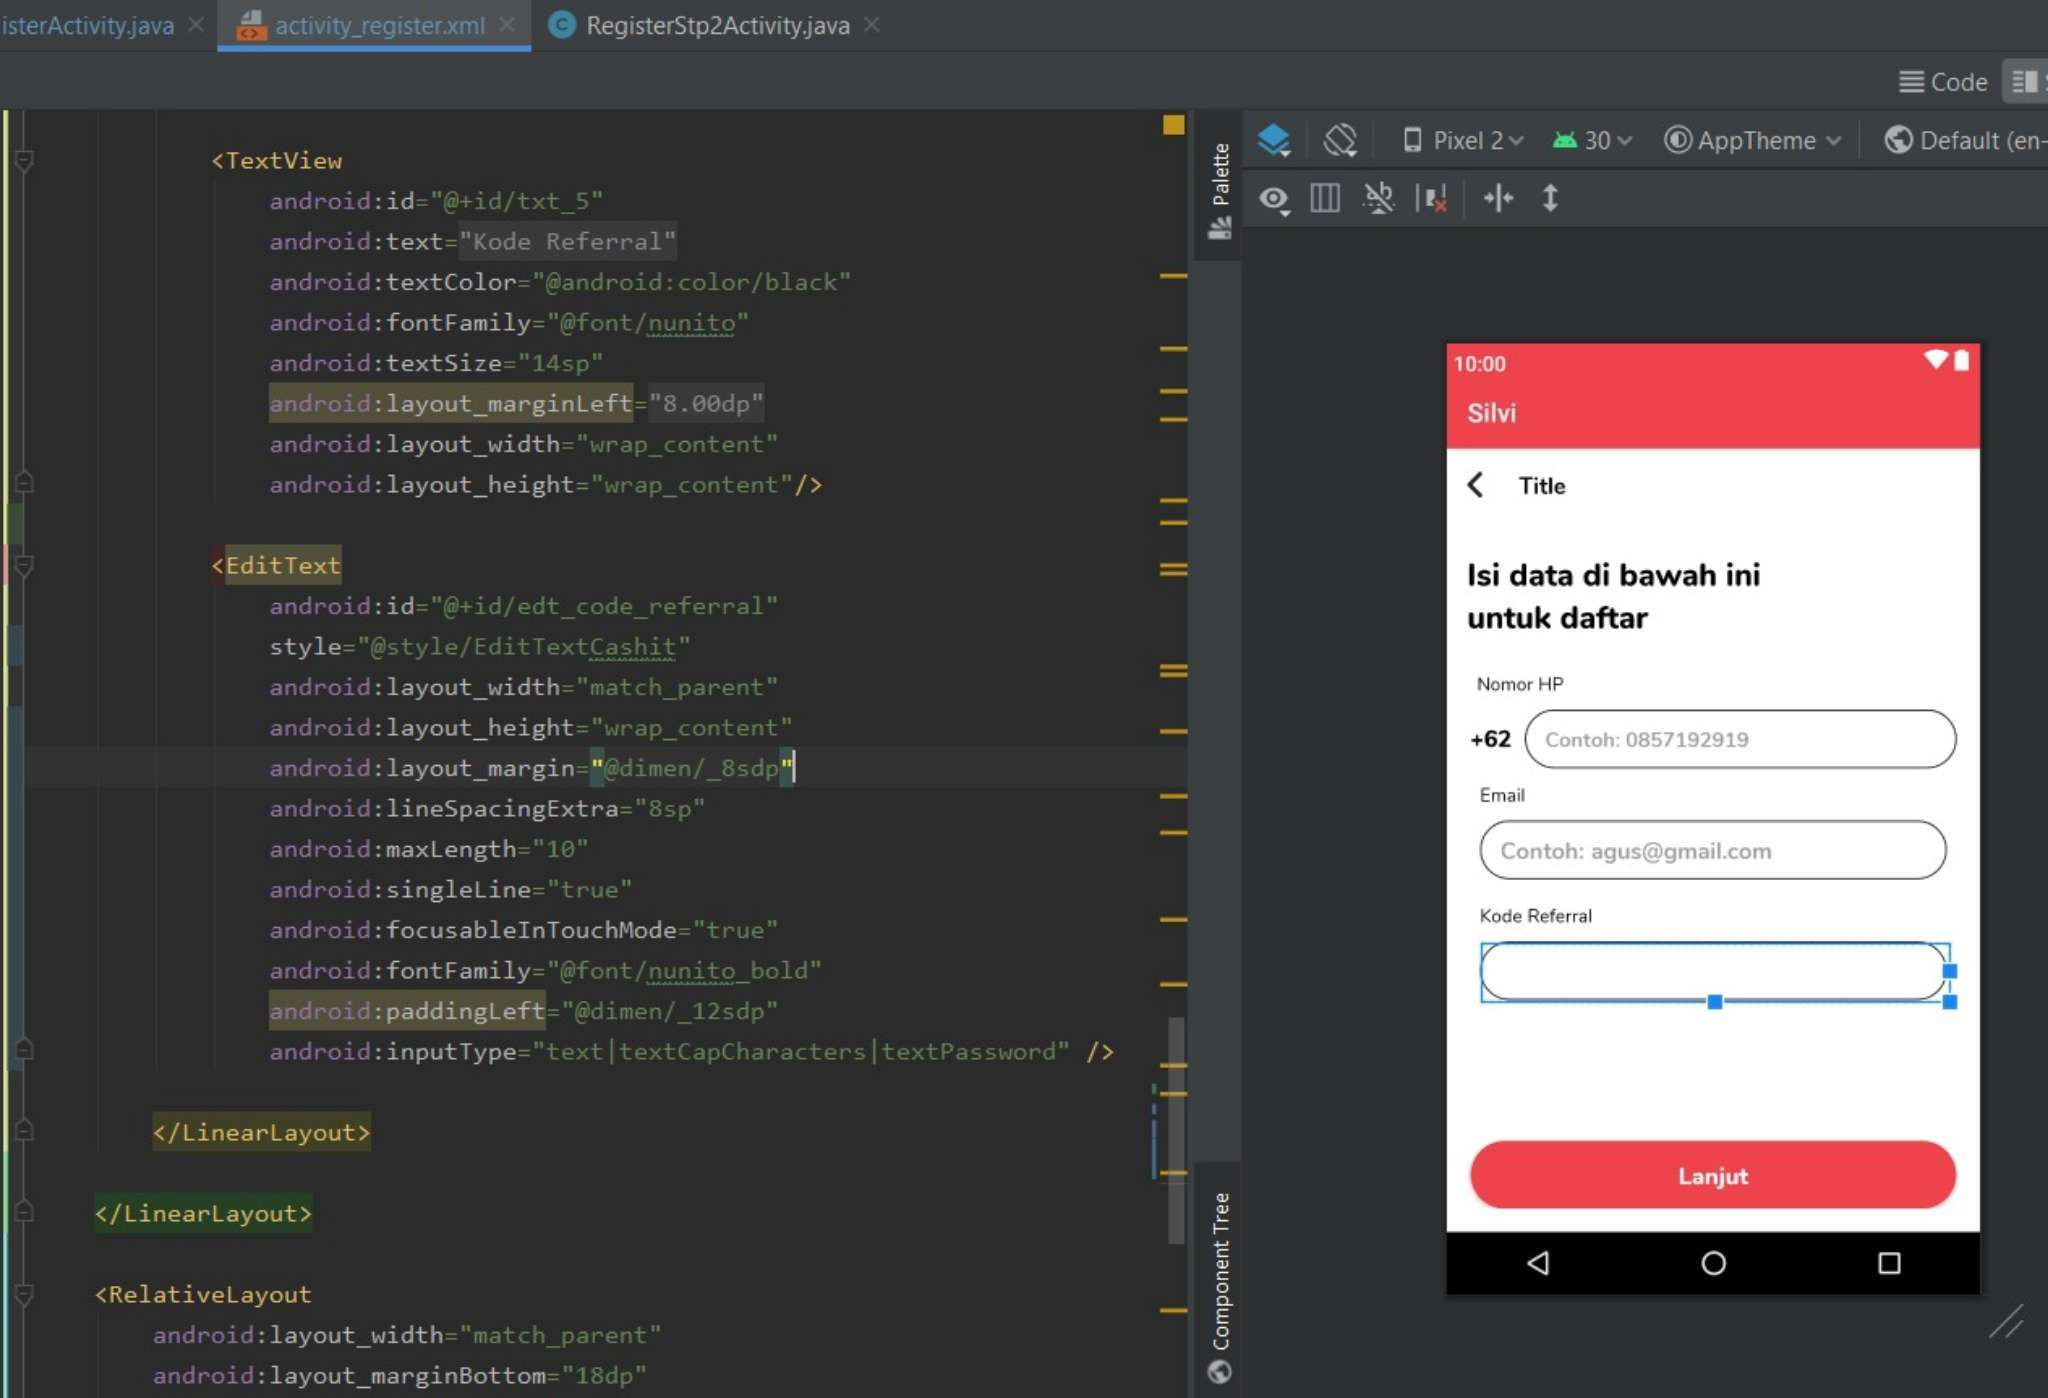 isterActivity.java
activity_register.xml
RegisterStp2Activity.java
Code
<TextView
android:id="@+id/txt_5"
android:text="Kode Referral"
android:textColor="@android:color/black"
android:fontFamily="@font/nunito"
android:textSize="14sp"
android:layout_marginLeft="8.00dp"
android:layout_width="wrap_content"
android:layout_height="wrap_content"/>
<EditText
android:id="@+id/edt_code_referral"
style="@style/EditTextCashit"
android:layout_width="match_parent"
android:layout_height="wrap_content"
android:layout_margin="@dimen/_8sdp"
android:lineSpacingExtra="8sp"
android:maxLength="10"
android:singleLine="true"
android:focusableInTouchMode="true"
android:fontFamily="@font/nunito_bold"
android:paddingLeft="@dimen/_12sdp"
android:inputType="text|textCapCharacters|textPassword" />
</LinearLayout>
</LinearLayout>
<RelativeLayout
android:layout_width="match_parent"
android:layout_marginBottom="18dp"
Palette
Component Tree
Pixel 2
30
AppTheme
Default (en-
10:00
Silvi
Title
Isi data di bawah ini
untuk daftar
Nomor HP
+62
Contoh: 0857192919
Email
Contoh: agus@gmail.com
Kode Referral
Lanjut